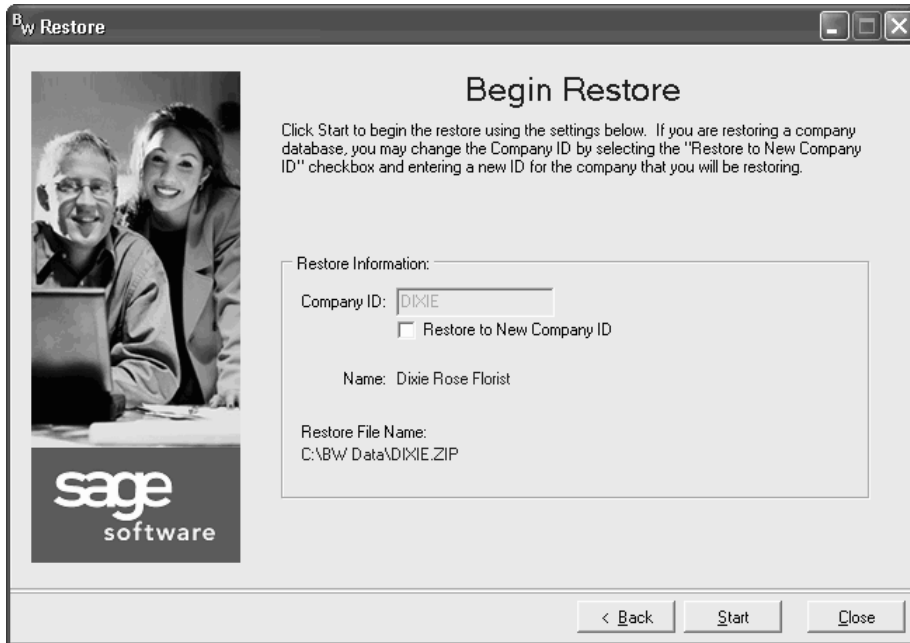 BW Restore
Begin Restore
Click Start to begin the restore using the settings below. If you are restoring a company
database, you may change the Company ID by selecting the "Restore to New Company
ID" checkbox and entering a new ID for the company that you will be restoring.
Restore Information:
Company ID: DIXIE
Restore to New Company ID
Name: Dixie Rose Florist
Restore File Name:
C:\BW Data\DIXIE.ZIP
sage
software
< Back Start Close